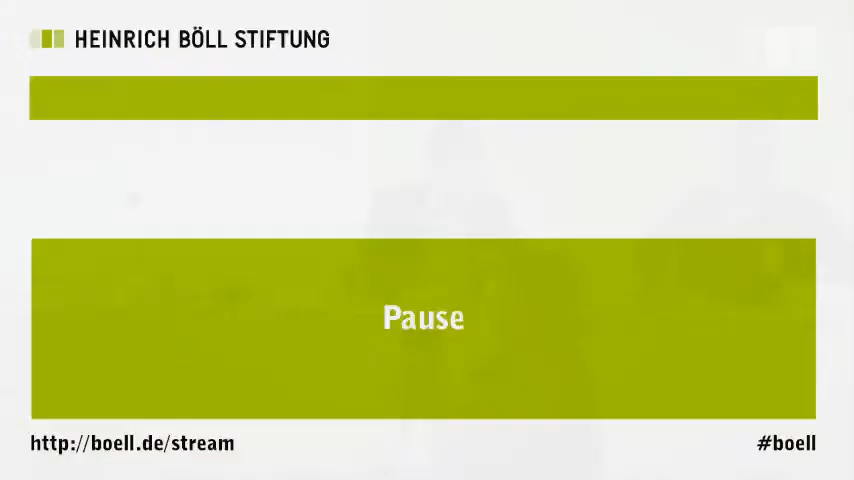 HEINRICH BÖLL STIFTUNG
Pause
http://boell.de/stream
#boell